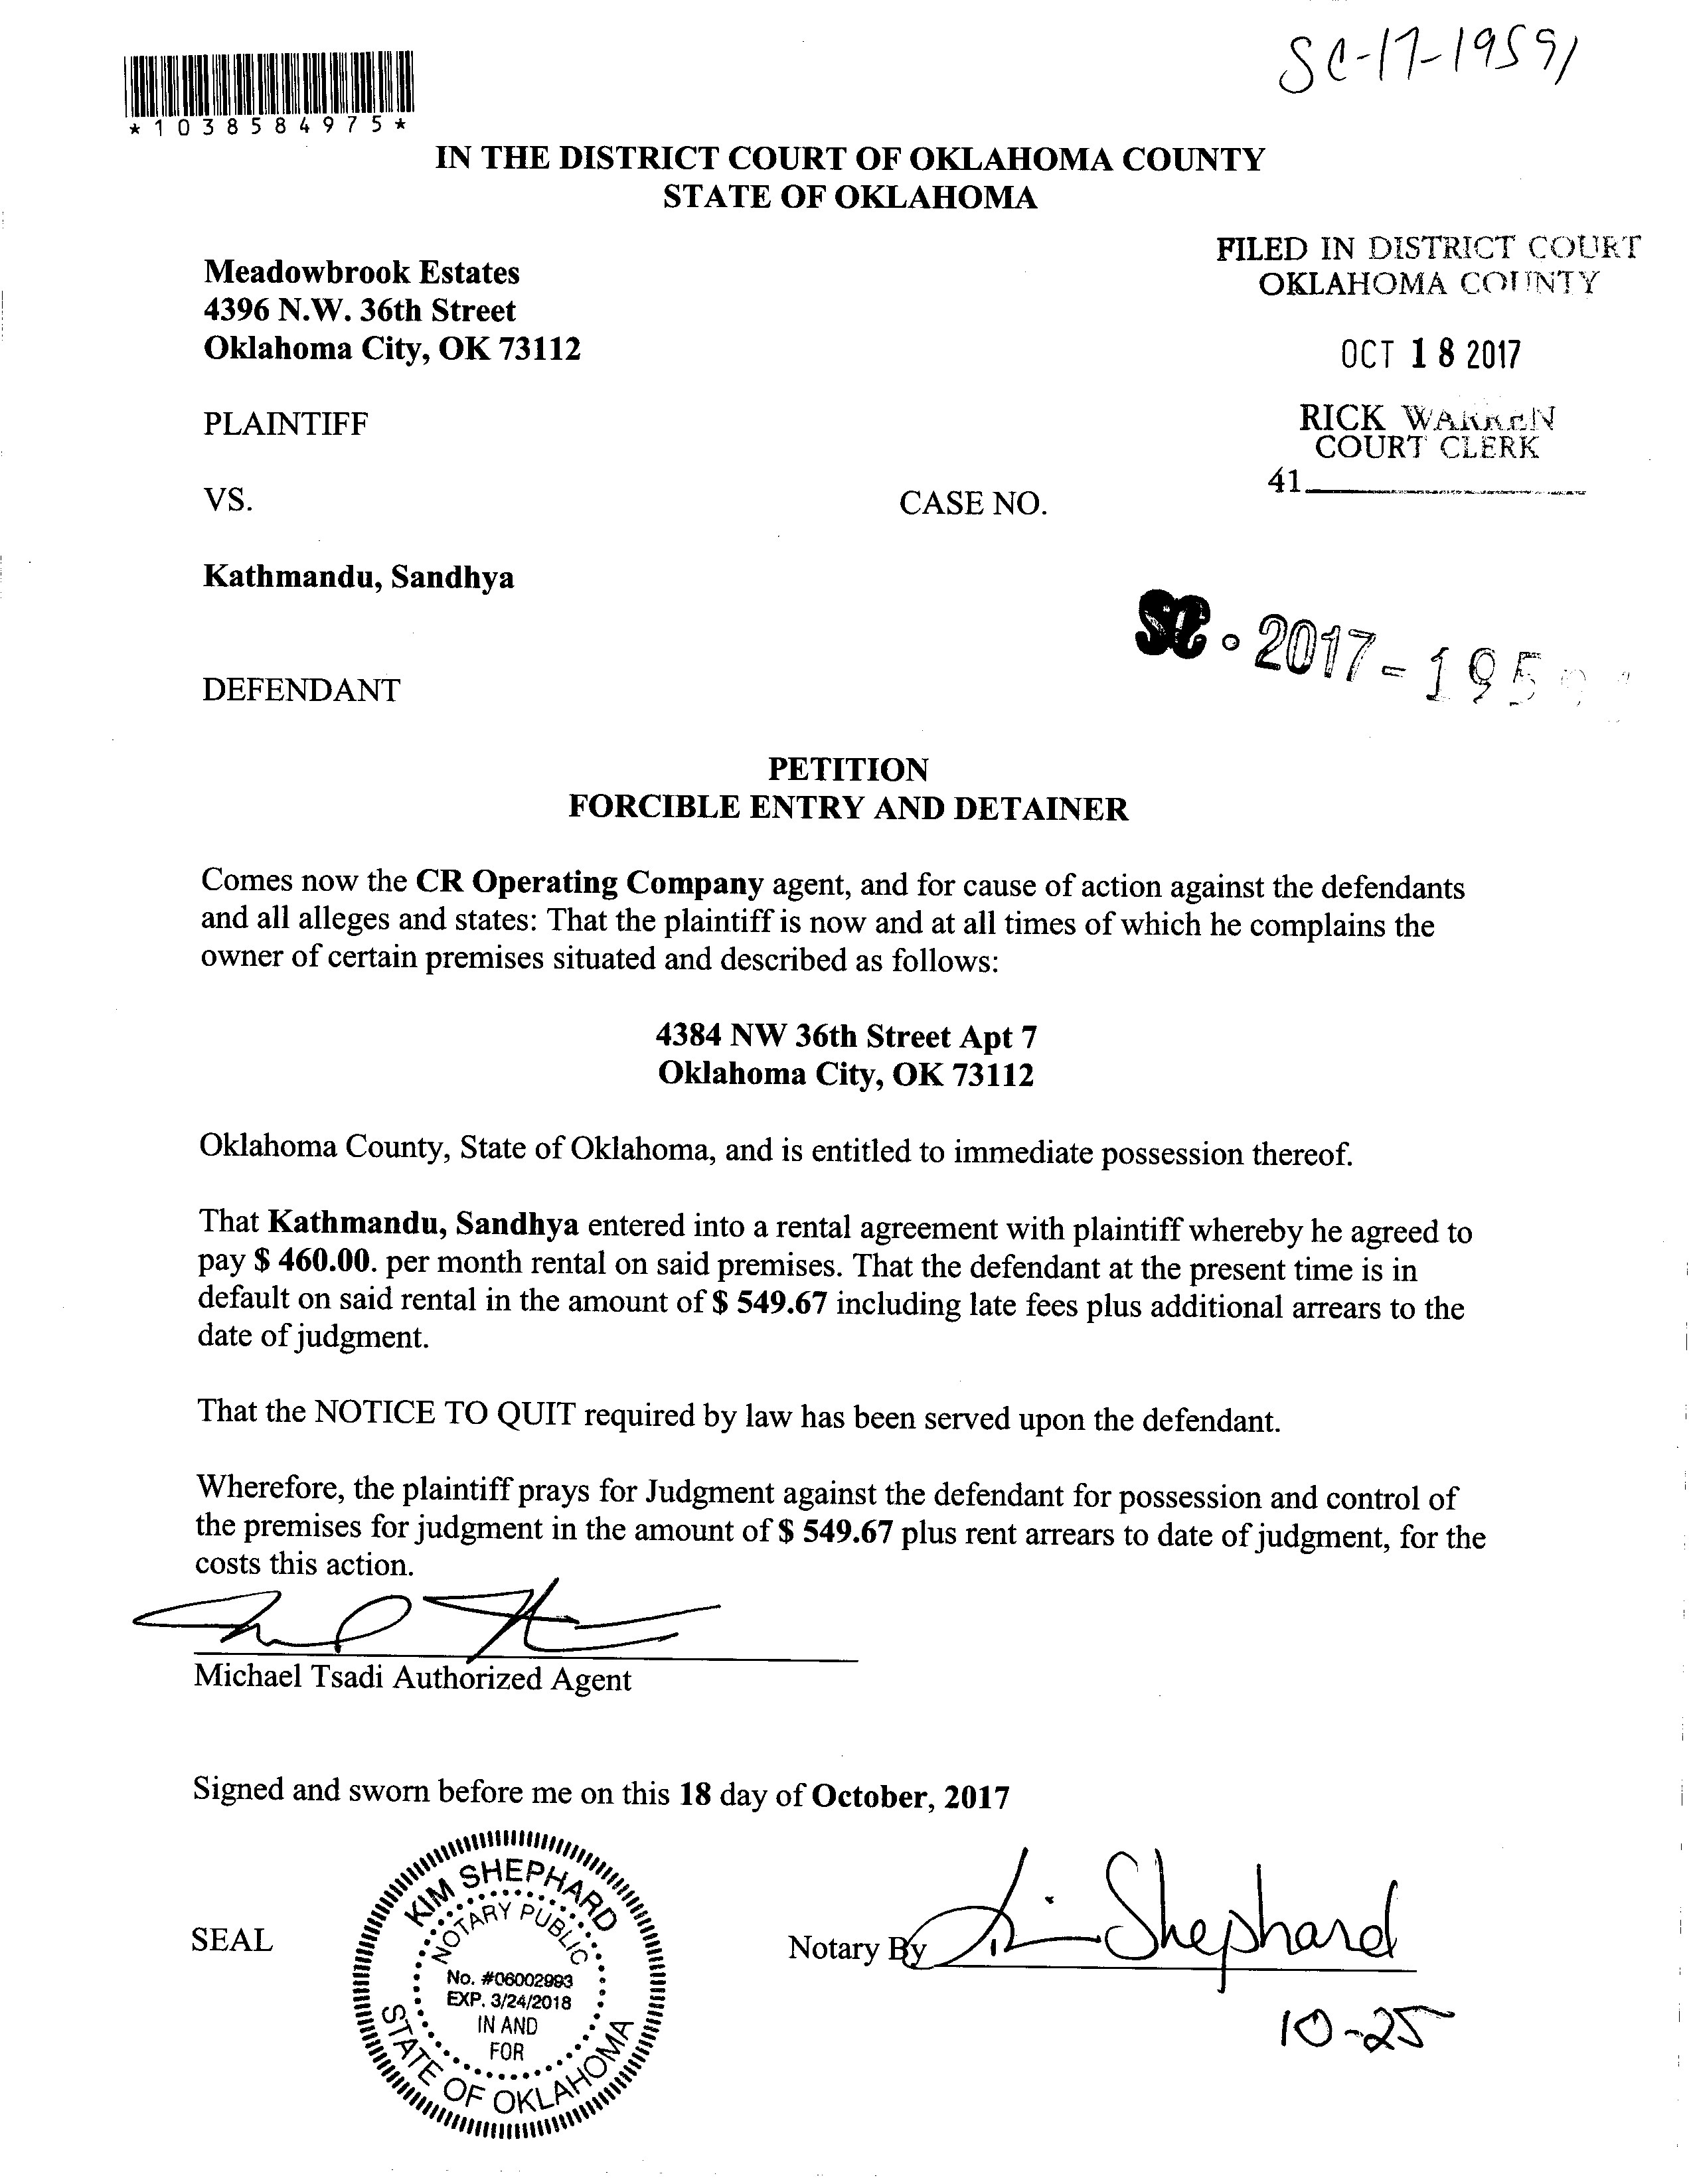 SC-17-19591
*1038584975*
IN THE DISTRICT COURT OF OKLAHOMA COUNTY
STATE OF OKLAHOMA
FILED IN DISTRICT COURT
OKLAHOMA COUNTY
OCT 18 2017
RICK WARREN
COURT CLERK
41
Meadowbrook Estates
4396 N.W. 36th Street
Oklahoma City, OK 73112
PLAINTIFF
VS.
CASE NO.
Kathmandu, Sandhya
SC - 2017 - 195
DEFENDANT
PETITION
FORCIBLE ENTRY AND DETAINER
Comes now the CR Operating Company agent, and for cause of action against the defendants
and all alleges and states: That the plaintiff is now and at all times of which he complains the
owner of certain premises situated and described as follows:
4384 NW 36th Street Apt 7
Oklahoma City, OK 73112
Oklahoma County, State of Oklahoma, and is entitled to immediate possession thereof.
That Kathmandu, Sandhya entered into a rental agreement with plaintiff whereby he agreed to
pay $ 460.00. per month rental on said premises. That the defendant at the present time is in
default on said rental in the amount of $ 549.67 including late fees plus additional arrears to the
date of judgment.
That the NOTICE TO QUIT required by law has been served upon the defendant.
Wherefore, the plaintiff prays for Judgment against the defendant for possession and control of
the premises for judgment in the amount of $ 549.67 plus rent arrears to date of judgment, for the
costs this action.
Michael Tsadi Authorized Agent
Signed and sworn before me on this 18 day of October, 2017
SEAL
KIM SHEPHARD
NOTARY PUBLIC
No. #06002993
EXP. 3/24/2018
IN AND
FOR
STATE OF OKLAHOMA
Notary By Kim Shephard
10-25